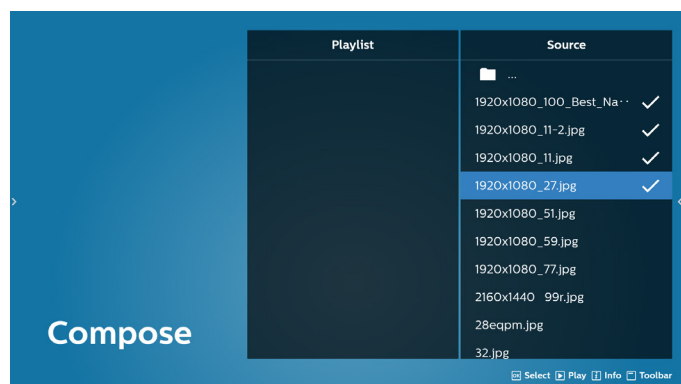 Playlist
Source
...
1920x1080_100_Best_Na··
1920x1080_11-2.jpg
1920x1080_11.jpg
1920x1080_27.jpg
1920x1080_51.jpg
1920x1080_59.jpg
1920x1080_77.jpg
2160x1440 99r.jpg
28eqpm.jpg
32.jpg
Compose
OK Select Play i Info Toolbar